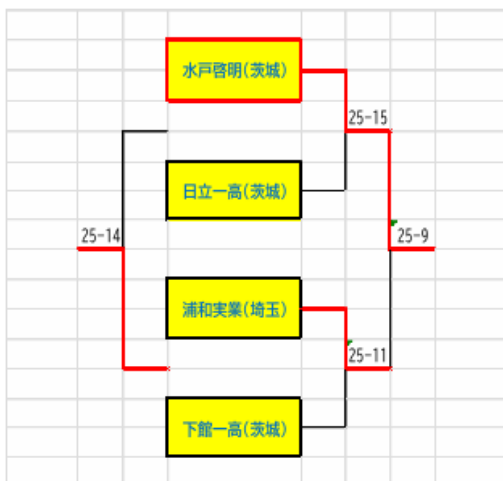 水戸啓明(茨城)
25-15
日立一高(茨城)
25-14
25-9
浦和実業(埼玉)
25-11
下館一高(茨城)